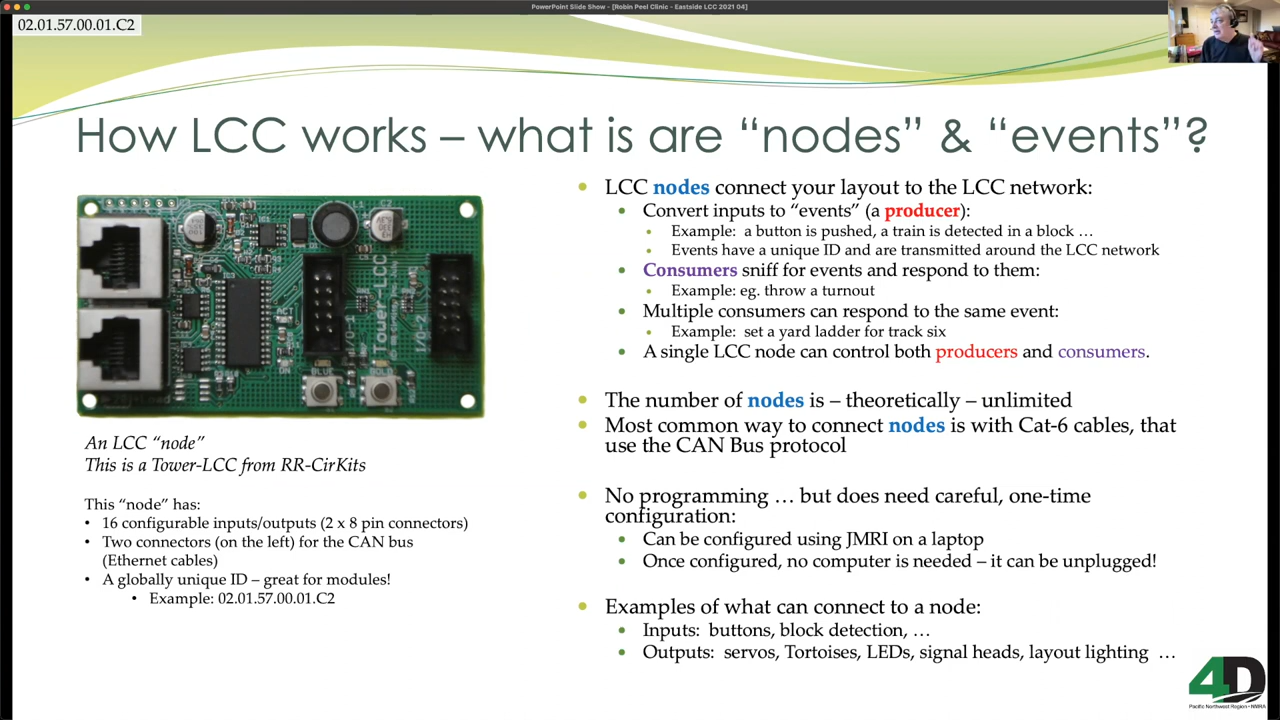 PowerPoint Slide Show - [Robin Peel Clinic - Eastside LCC 2021 04]
02.01.57.00.01.C2
How LCC works – what is are “nodes” & “events”?
ACT
ON
BLUE
GOLD
Tower-LCC
An LCC “node”
This is a Tower-LCC from RR-CirKits
This “node” has:
• 16 configurable inputs/outputs (2 x 8 pin connectors)
• Two connectors (on the left) for the CAN bus
(Ethernet cables)
• A globally unique ID – great for modules!
• Example: 02.01.57.00.01.C2
• LCC nodes connect your layout to the LCC network:
• Convert inputs to “events” (a producer):
• Example:  a button is pushed, a train is detected in a block …
• Events have a unique ID and are transmitted around the LCC network
• Consumers sniff for events and respond to them:
• Example: eg. throw a turnout
• Multiple consumers can respond to the same event:
• Example:  set a yard ladder for track six
• A single LCC node can control both producers and consumers.
• The number of nodes is – theoretically – unlimited
• Most common way to connect nodes is with Cat-6 cables, that
use the CAN Bus protocol
• No programming … but does need careful, one-time
configuration:
• Can be configured using JMRI on a laptop
• Once configured, no computer is needed – it can be unplugged!
• Examples of what can connect to a node:
• Inputs:  buttons, block detection, …
• Outputs:  servos, Tortoises, LEDs, signal heads, layout lighting  …
4D
Pacific Northwest Region • NMRA